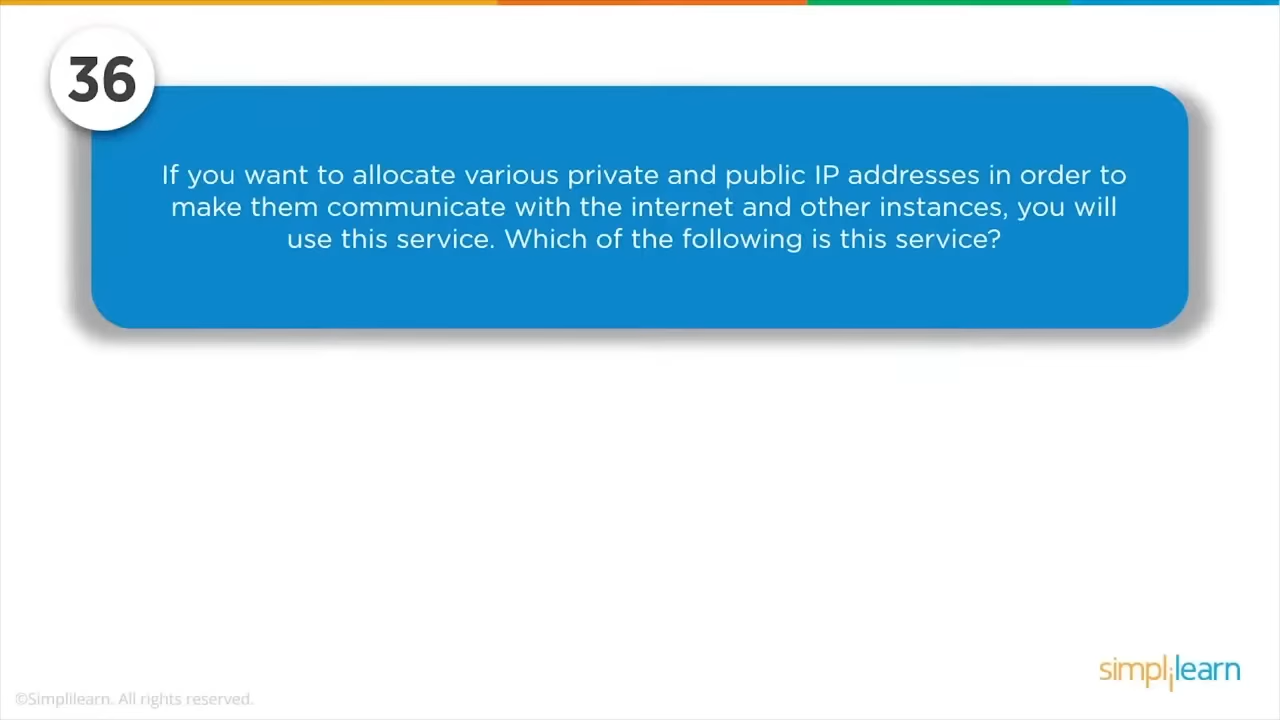 36
If you want to allocate various private and public IP addresses in order to
make them communicate with the internet and other instances, you will
use this service. Which of the following is this service?
simplilearn
©Simplilearn. All rights reserved.